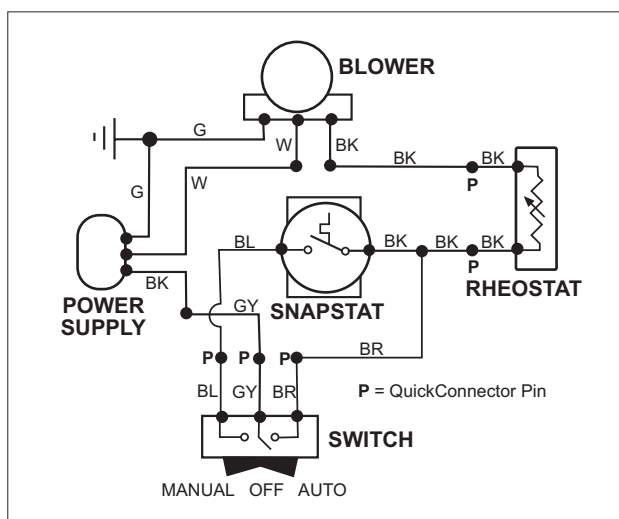 BLOWER
G
W
BK
BK
BK
P
G
W
BL
BK
BK
BK
P
RHEOSTAT
SNAPSTAT
BK
POWER
SUPPLY
GY
BR
P
P
P
P = QuickConnector Pin
BL
GY
BR
SWITCH
MANUAL OFF AUTO